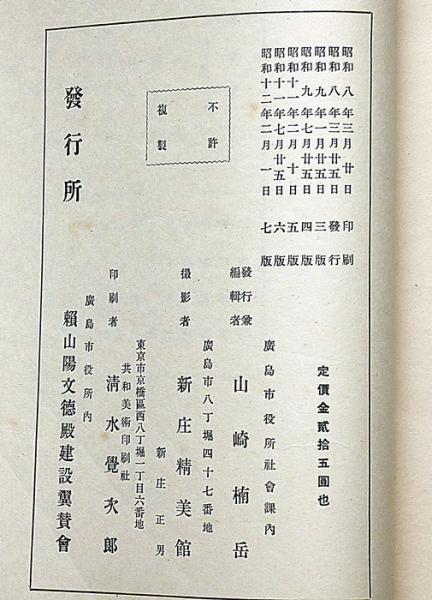 定價金貳拾五圓也
昭和八年三月廿日印刷
昭和八年三月廿五日發行
昭和九年一月廿五日三版
昭和九年七月廿五日四版
昭和十一年二月十日五版
昭和十一年七月廿五日六版
昭和十二年二月一日七版
不許
複製
廣島市役所社會課內
發行兼
編輯者
山崎楠岳
廣島市八丁堀四十七番地
撮影者
新庄精美館
新庄正男
東京市京橋區西八丁堀一丁目六番地
共和美術印刷社
印刷者
淸水覺次郎
發行所
廣島市役所內
賴山陽文德殿建設翼賛會